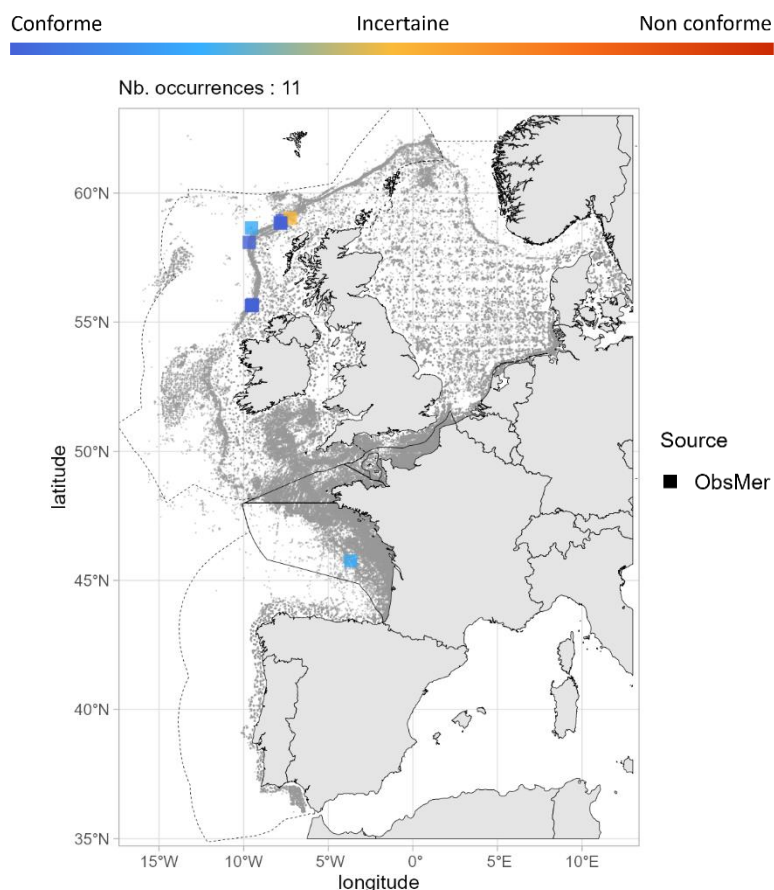 Conforme Incertaine Non conforme
Nb. occurrences : 11
60°N
55°N
50°N
45°N
40°N
35°N
latitude
15°W 10°W 5°W 0° 5°E 10°E
longitude
Source
ObsMer